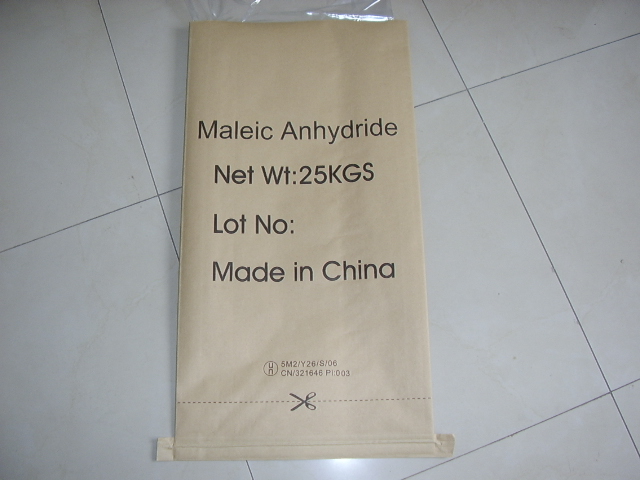 Maleic Anhydride
Net Wt:25KGS
Lot No:
Made in China
5M2/Y26/S/06
CN/321646 PI:003